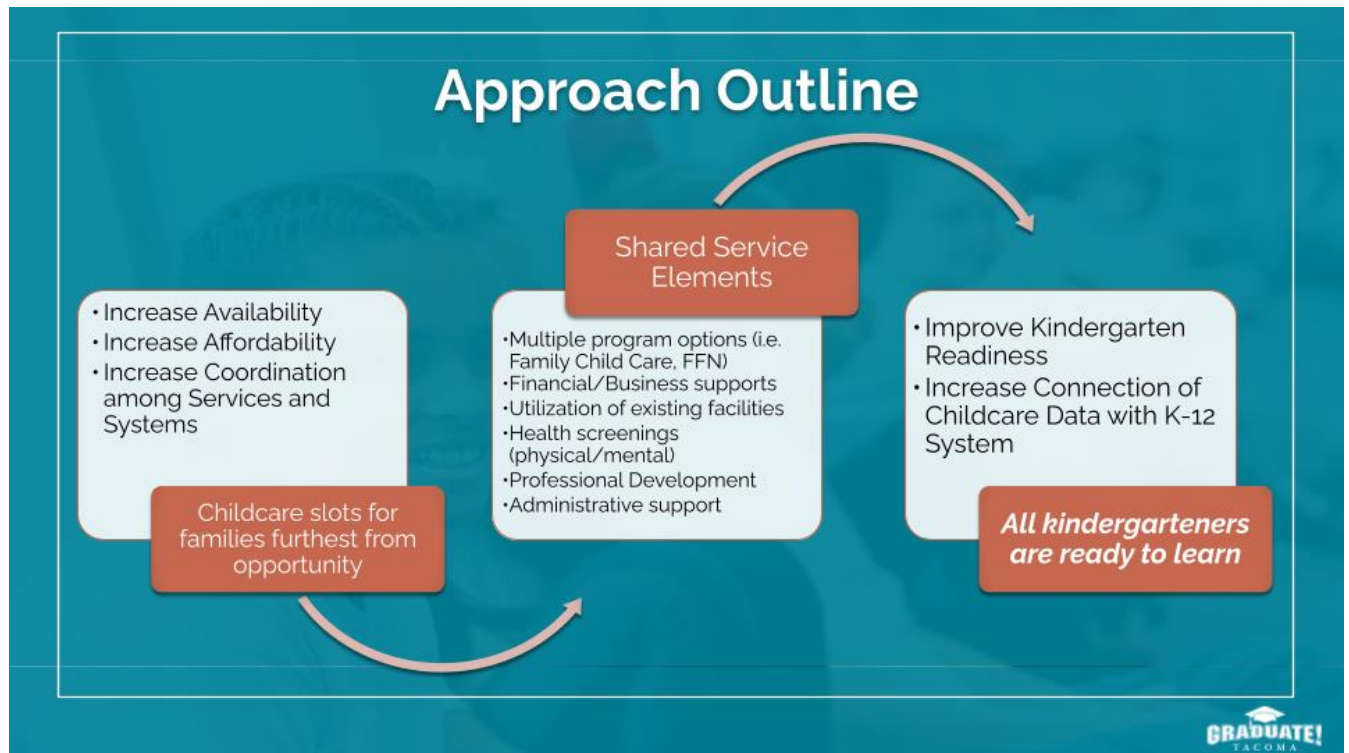 Approach Outline
• Increase Availability
• Increase Affordability
• Increase Coordination
among Services and
Systems
Childcare slots for
families furthest from
opportunity
Shared Service
Elements
•Multiple program options (i.e.
Family Child Care, FFN)
•Financial/Business supports
•Utilization of existing facilities
•Health screenings
(physical/mental)
•Professional Development
•Administrative support
• Improve Kindergarten
Readiness
• Increase Connection of
Childcare Data with K-12
System
All kindergarteners
are ready to learn
GRADUATE!
TACOMA